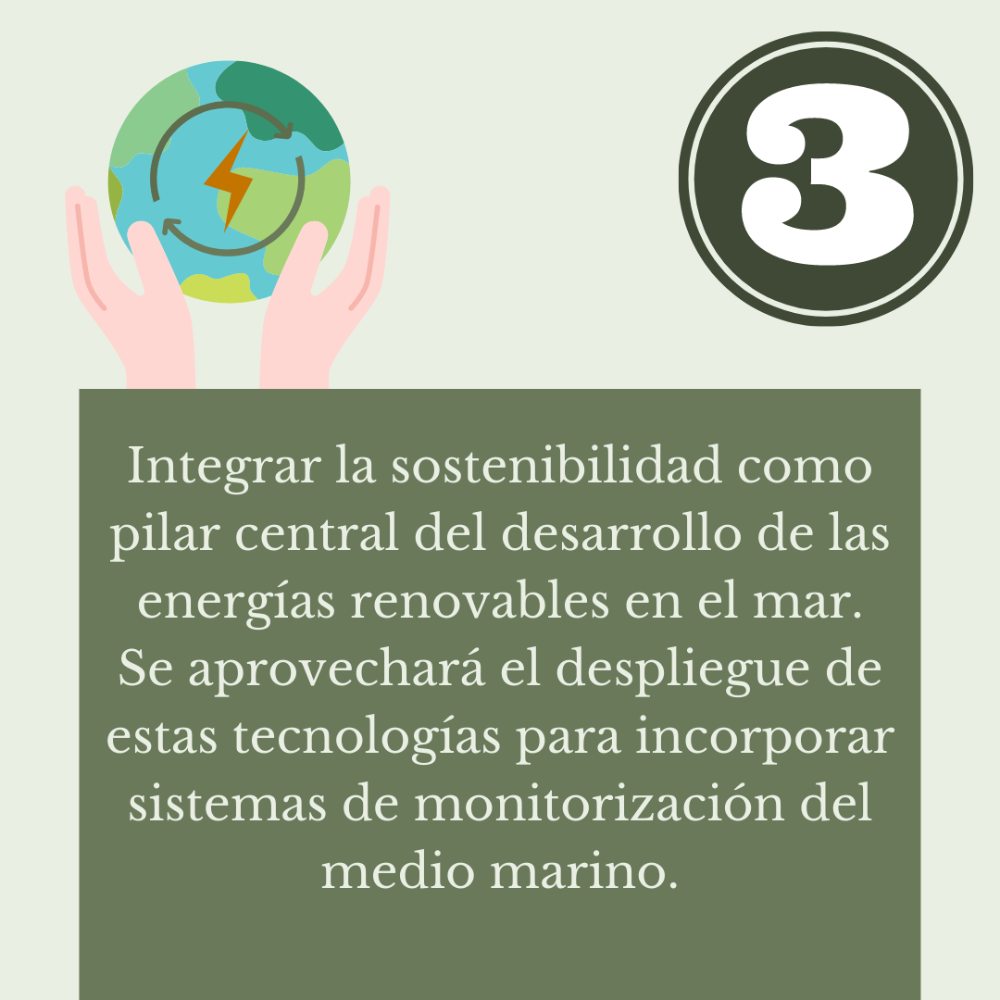 3
Integrar la sostenibilidad como
pilar central del desarrollo de las
energías renovables en el mar.
Se aprovechará el despliegue de
estas tecnologías para incorporar
sistemas de monitorización del
medio marino.